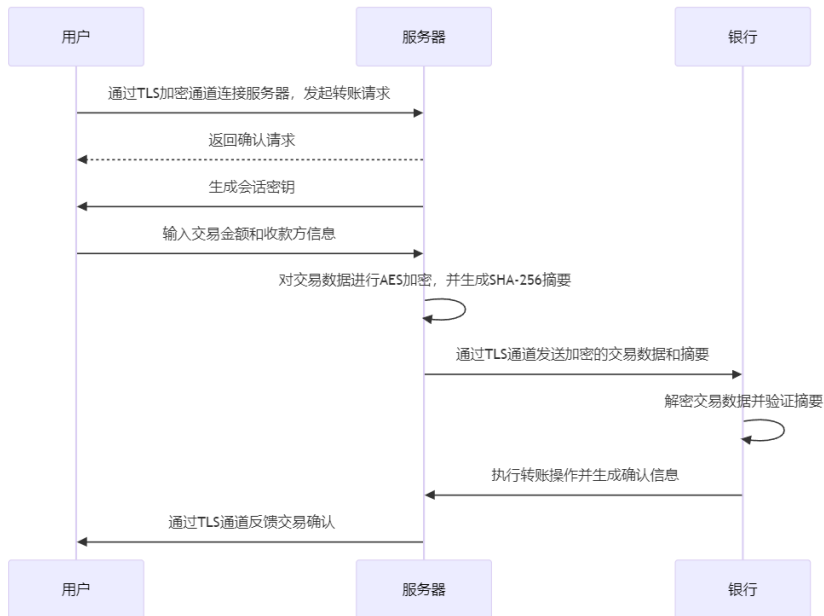 用户
服务器
银行
通过TLS加密通道连接服务器，发起转账请求
返回确认请求
生成会话密钥
输入交易金额和收款方信息
对交易数据进行AES加密，并生成SHA-256摘要
通过TLS通道发送加密的交易数据和摘要
解密交易数据并验证摘要
执行转账操作并生成确认信息
通过TLS通道反馈交易确认
用户
服务器
银行